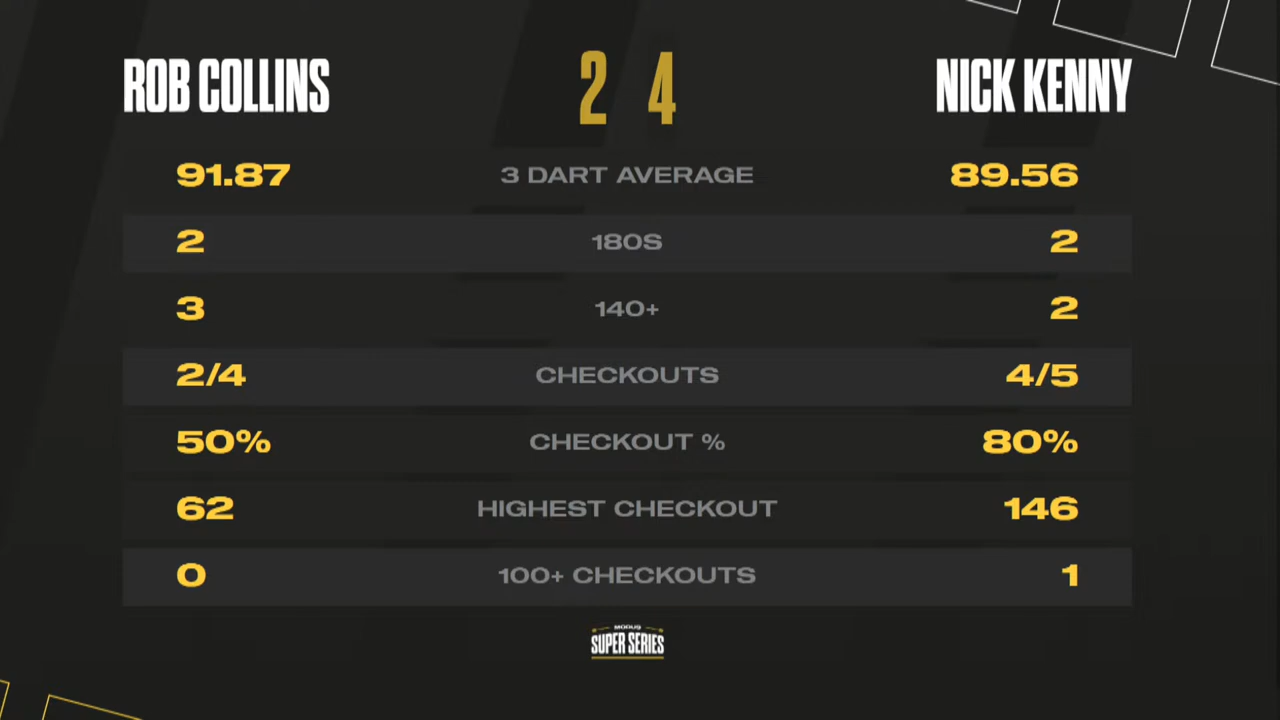 ROB COLLINS 2 4 NICK KENNY
91.87 3 DART AVERAGE 89.56
2 180S 2
3 140+ 2
2/4 CHECKOUTS 4/5
50% CHECKOUT % 80%
62 HIGHEST CHECKOUT 146
0 100+ CHECKOUTS 1
MODUS
SUPER SERIES